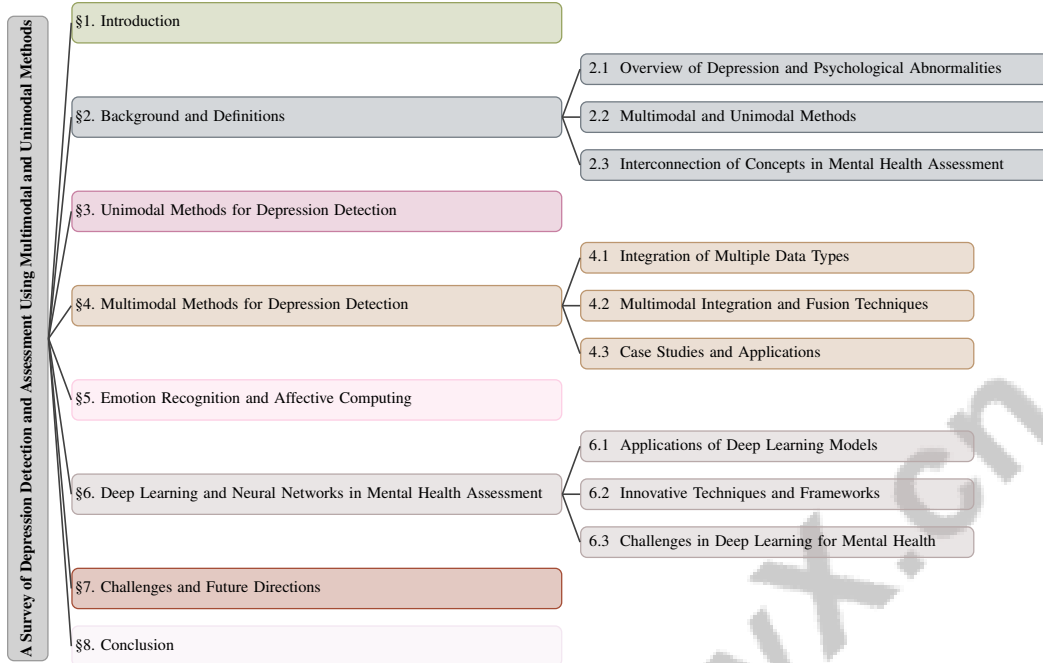 A Survey of Depression Detection and Assessment Using Multimodal and Unimodal Methods
§1. Introduction
§2. Background and Definitions
2.1 Overview of Depression and Psychological Abnormalities
2.2 Multimodal and Unimodal Methods
2.3 Interconnection of Concepts in Mental Health Assessment
§3. Unimodal Methods for Depression Detection
§4. Multimodal Methods for Depression Detection
4.1 Integration of Multiple Data Types
4.2 Multimodal Integration and Fusion Techniques
4.3 Case Studies and Applications
§5. Emotion Recognition and Affective Computing
§6. Deep Learning and Neural Networks in Mental Health Assessment
6.1 Applications of Deep Learning Models
6.2 Innovative Techniques and Frameworks
6.3 Challenges in Deep Learning for Mental Health
§7. Challenges and Future Directions
§8. Conclusion